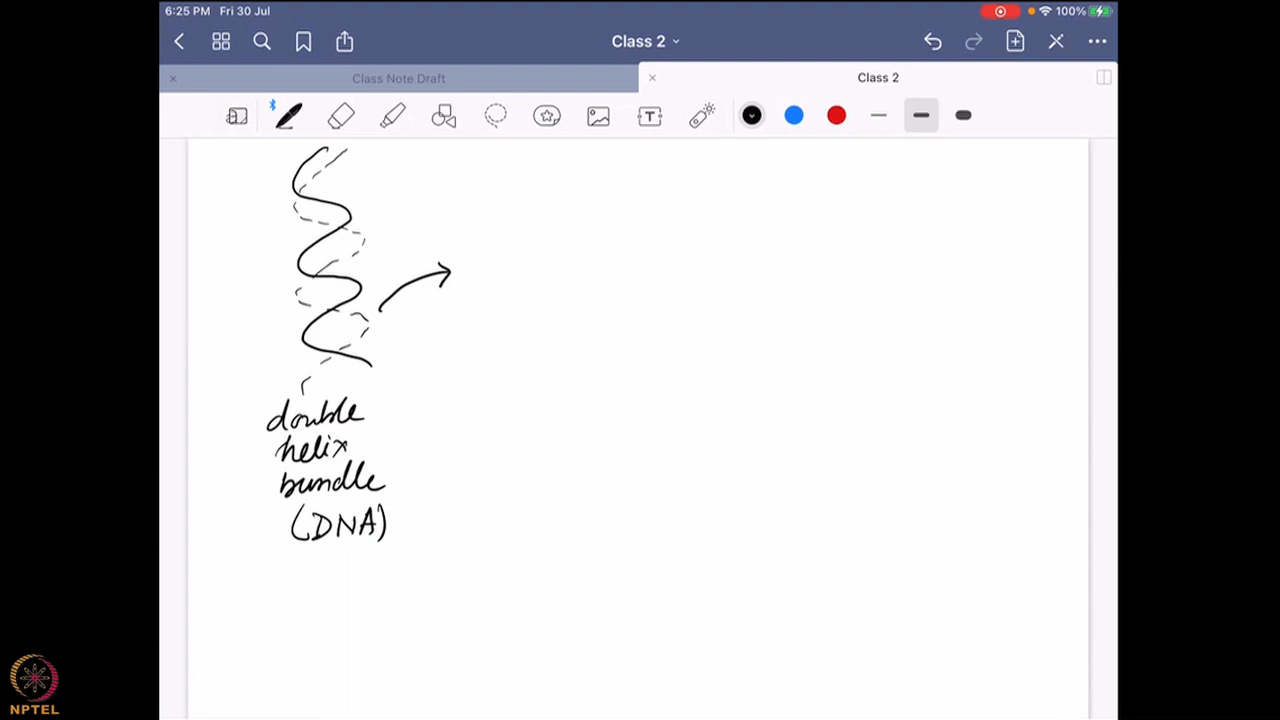 6:25 PM Fri 30 Jul
100%
Class 2
Class Note Draft
Class 2
T
double
helix
bundle
(DNA)
NPTEL